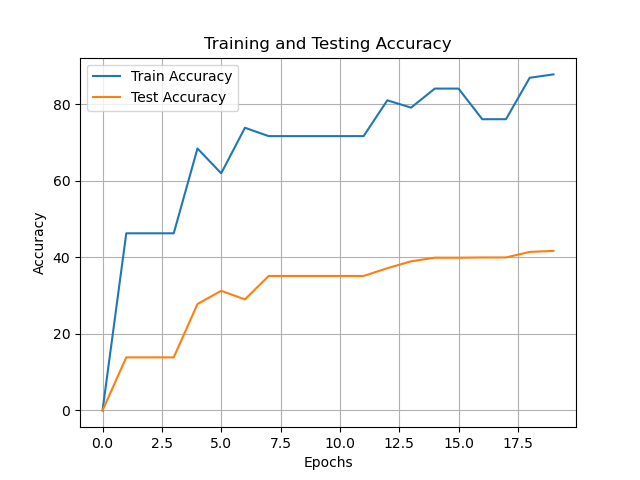 Training and Testing Accuracy
Train Accuracy
Test Accuracy
80
60
40
20
0
Accuracy
0.0 2.5 5.0 7.5 10.0 12.5 15.0 17.5
Epochs